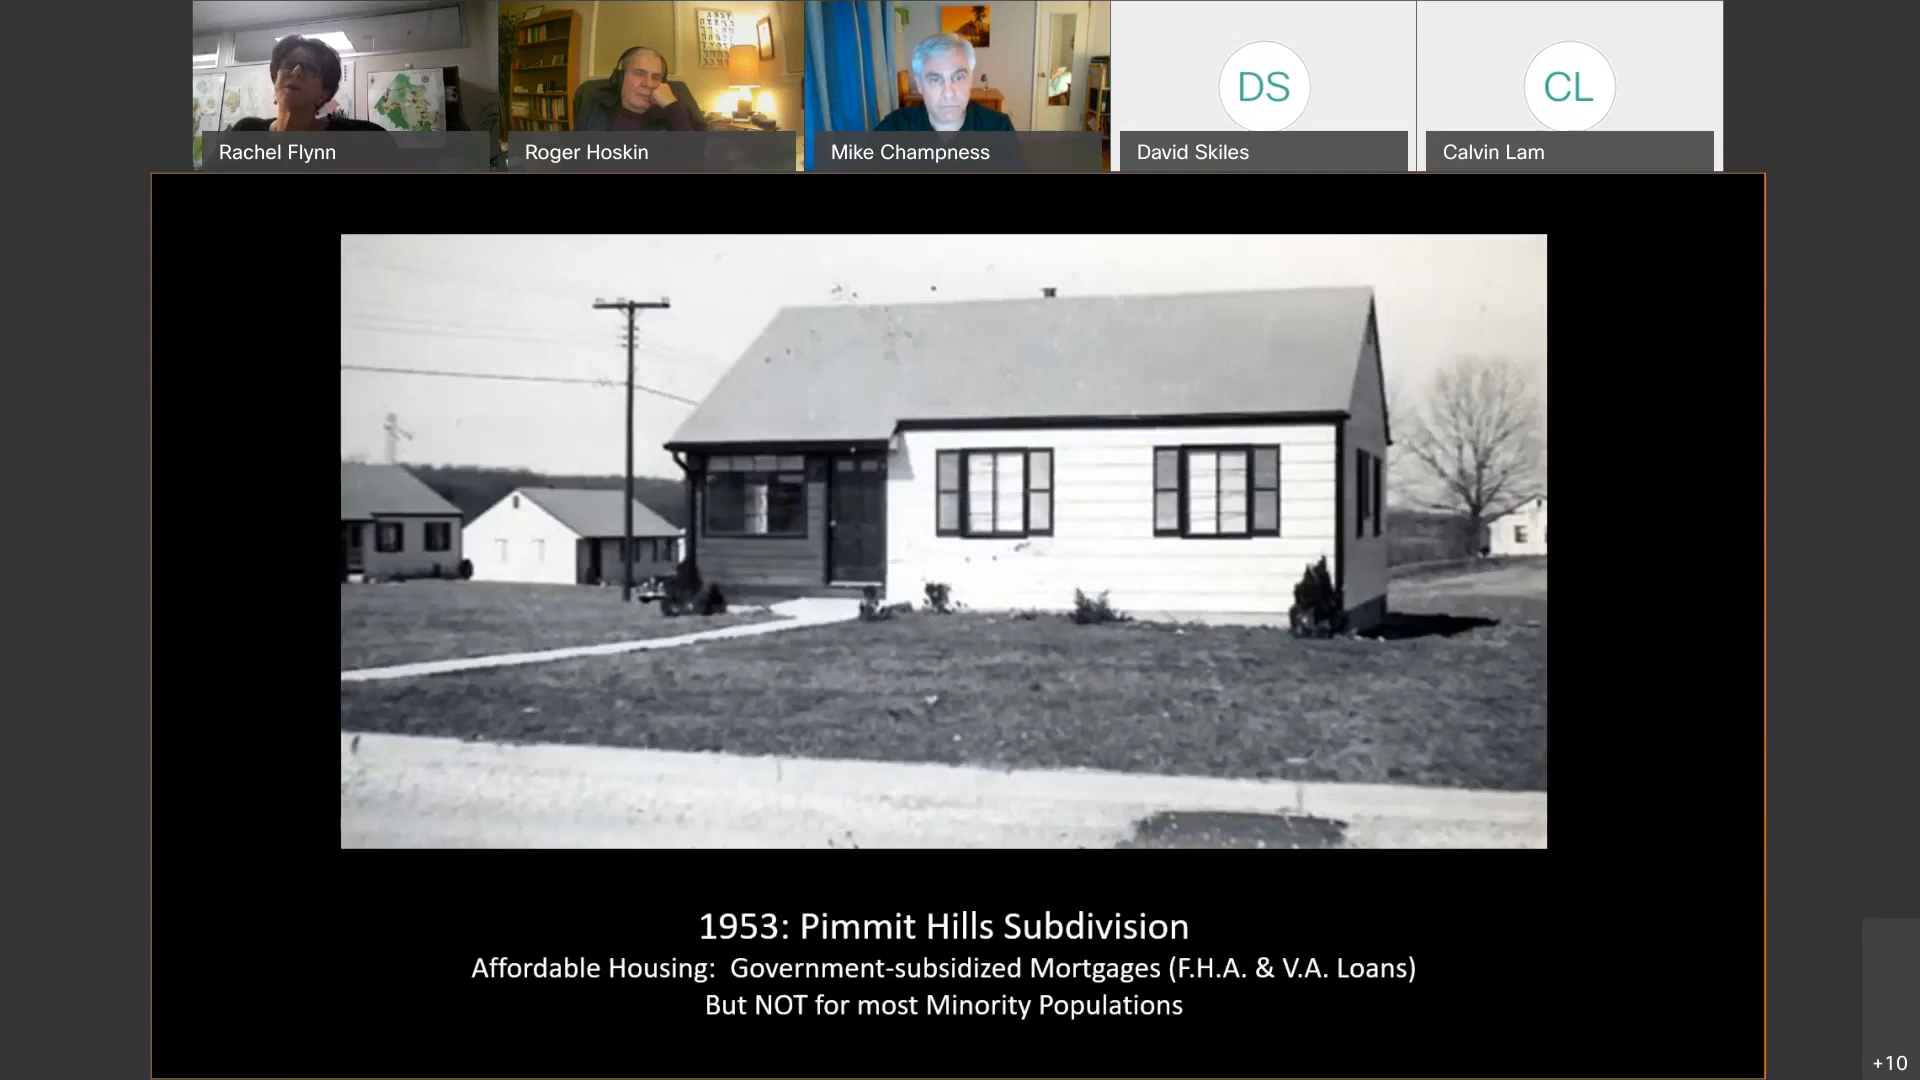 Rachel Flynn
Roger Hoskin
Mike Champness
DS
David Skiles
CL
Calvin Lam
1953: Pimmit Hills Subdivision
Affordable Housing:  Government-subsidized Mortgages (F.H.A. & V.A. Loans)
But NOT for most Minority Populations
+10